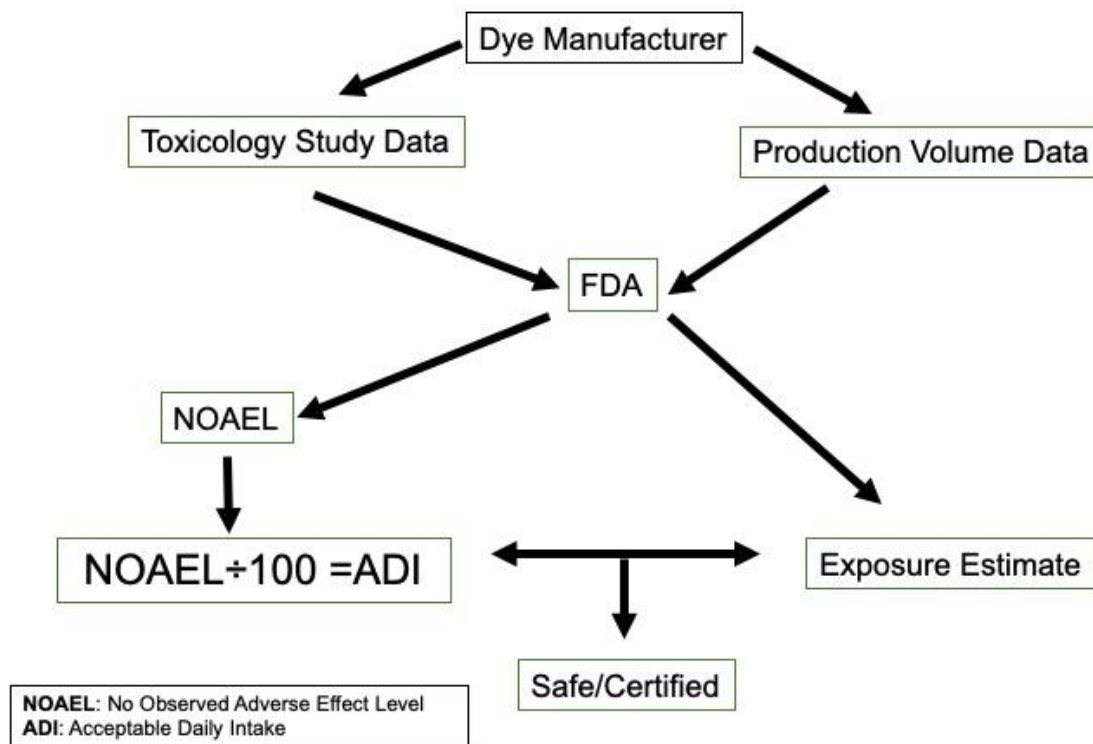 Dye Manufacturer
Toxicology Study Data
Production Volume Data
FDA
NOAEL
NOAEL÷100 =ADI
Exposure Estimate
Safe/Certified
NOAEL: No Observed Adverse Effect Level
ADI: Acceptable Daily Intake